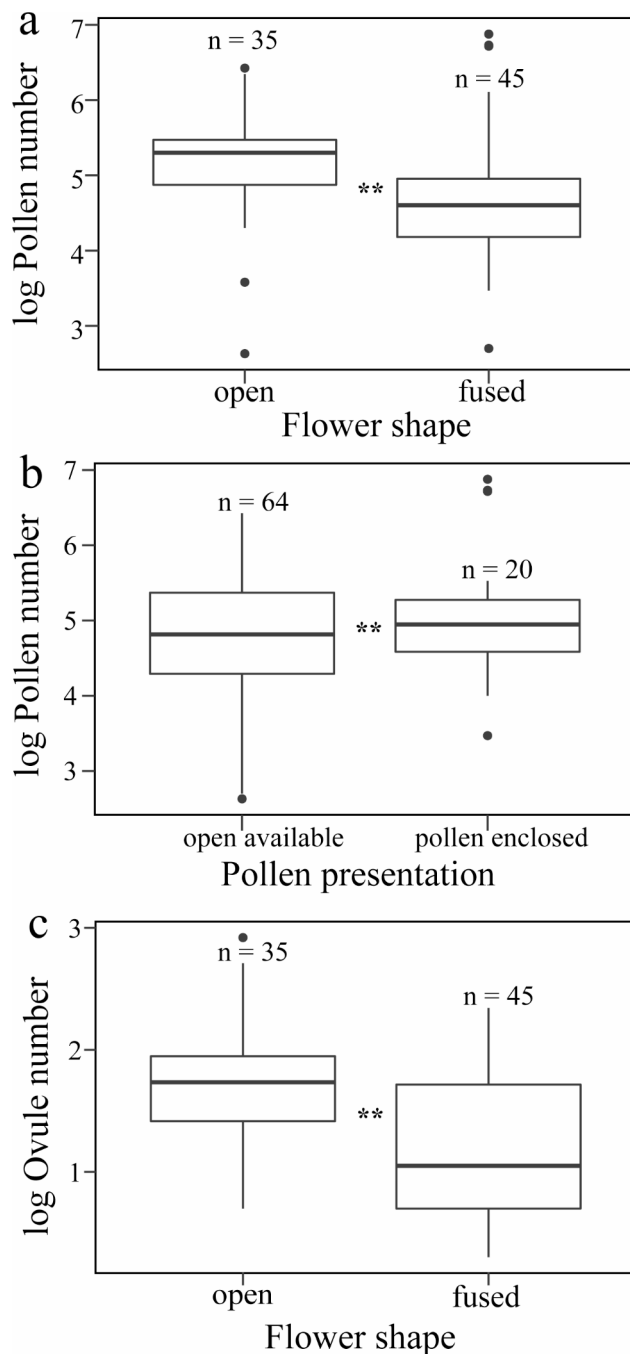 a
7
n = 35
n = 45
6
5
**
4
3
log Pollen number
open
fused
Flower shape
b
7
n = 64
6
n = 20
5
**
4
3
log Pollen number
open available
pollen enclosed
Pollen presentation
c
3
n = 35
n = 45
2
**
1
log Ovule number
open
fused
Flower shape